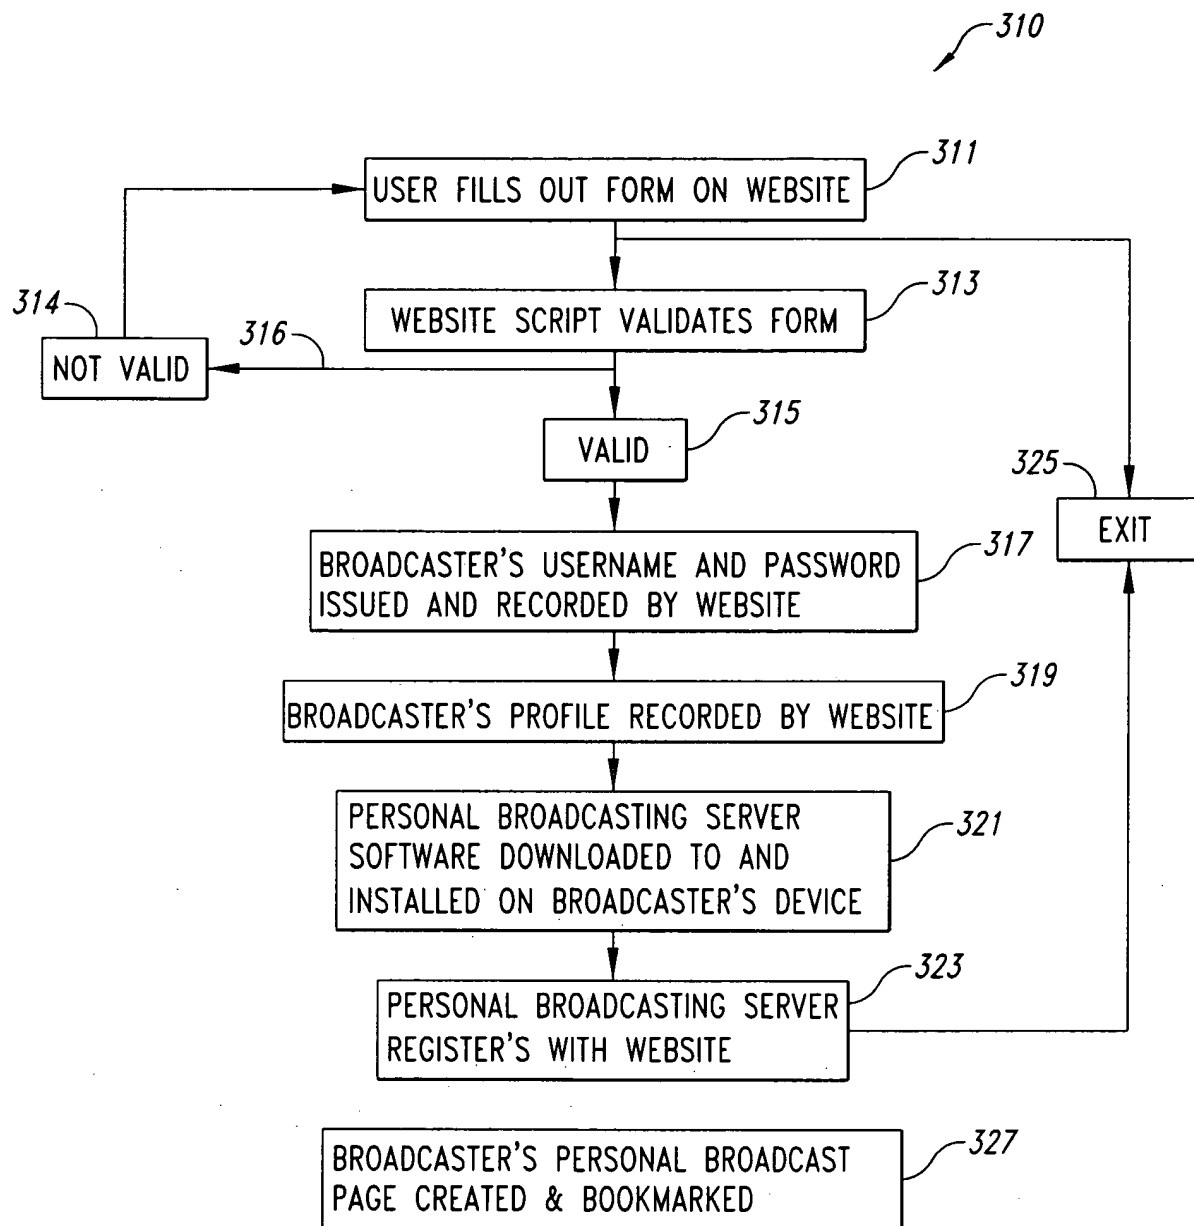 310
311
USER FILLS OUT FORM ON WEBSITE
313
314
WEBSITE SCRIPT VALIDATES FORM
316
NOT VALID
315
VALID
325
EXIT
317
BROADCASTER'S USERNAME AND PASSWORD
ISSUED AND RECORDED BY WEBSITE
319
BROADCASTER'S PROFILE RECORDED BY WEBSITE
PERSONAL BROADCASTING SERVER
SOFTWARE DOWNLOADED TO AND
INSTALLED ON BROADCASTER'S DEVICE
321
323
PERSONAL BROADCASTING SERVER
REGISTER'S WITH WEBSITE
327
BROADCASTER'S PERSONAL BROADCAST
PAGE CREATED & BOOKMARKED